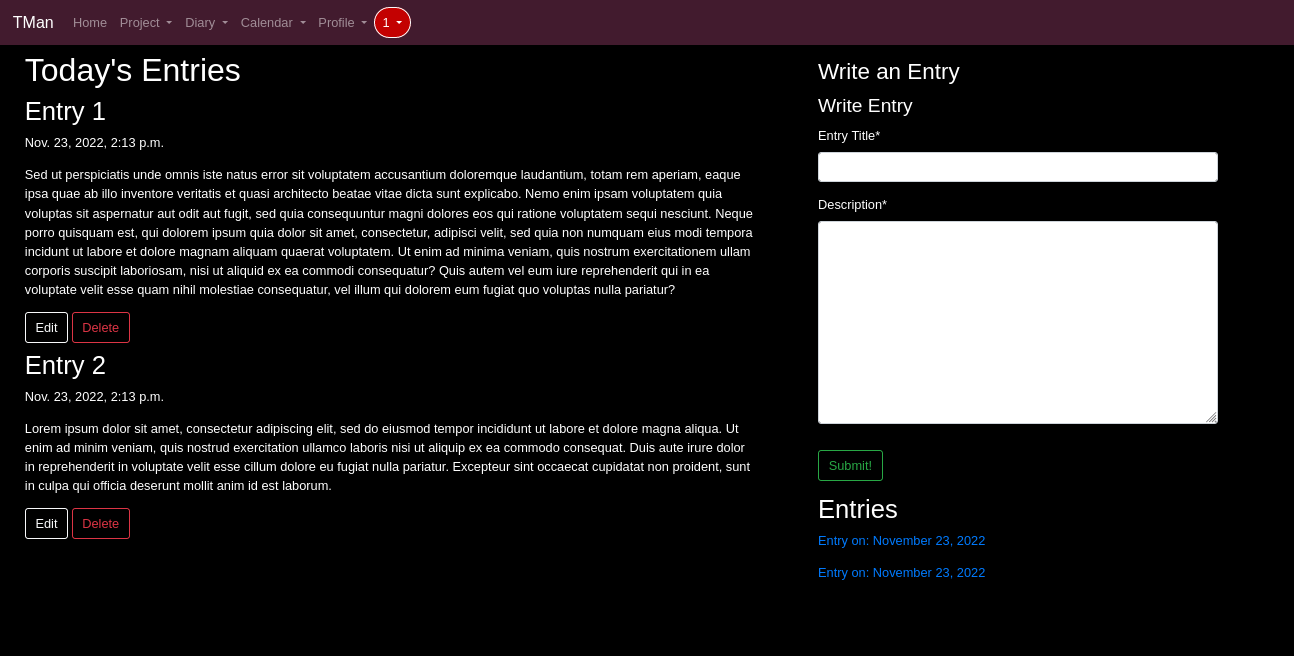 TMan Home Project Diary Calendar Profile 1
Today's Entries
Entry 1
Nov. 23, 2022, 2:13 p.m.
Sed ut perspiciatis unde omnis iste natus error sit voluptatem accusantium doloremque laudantium, totam rem aperiam, eaque
ipsa quae ab illo inventore veritatis et quasi architecto beatae vitae dicta sunt explicabo. Nemo enim ipsam voluptatem quia
voluptas sit aspernatur aut odit aut fugit, sed quia consequuntur magni dolores eos qui ratione voluptatem sequi nesciunt. Neque
porro quisquam est, qui dolorem ipsum quia dolor sit amet, consectetur, adipisci velit, sed quia non numquam eius modi tempora
incidunt ut labore et dolore magnam aliquam quaerat voluptatem. Ut enim ad minima veniam, quis nostrum exercitationem ullam
corporis suscipit laboriosam, nisi ut aliquid ex ea commodi consequatur? Quis autem vel eum iure reprehenderit qui in ea
voluptate velit esse quam nihil molestiae consequatur, vel illum qui dolorem eum fugiat quo voluptas nulla pariatur?
Edit Delete
Entry 2
Nov. 23, 2022, 2:13 p.m.
Lorem ipsum dolor sit amet, consectetur adipiscing elit, sed do eiusmod tempor incididunt ut labore et dolore magna aliqua. Ut
enim ad minim veniam, quis nostrud exercitation ullamco laboris nisi ut aliquip ex ea commodo consequat. Duis aute irure dolor
in reprehenderit in voluptate velit esse cillum dolore eu fugiat nulla pariatur. Excepteur sint occaecat cupidatat non proident, sunt
in culpa qui officia deserunt mollit anim id est laborum.
Edit Delete
Write an Entry
Write Entry
Entry Title*
Description*
Submit!
Entries
Entry on: November 23, 2022
Entry on: November 23, 2022